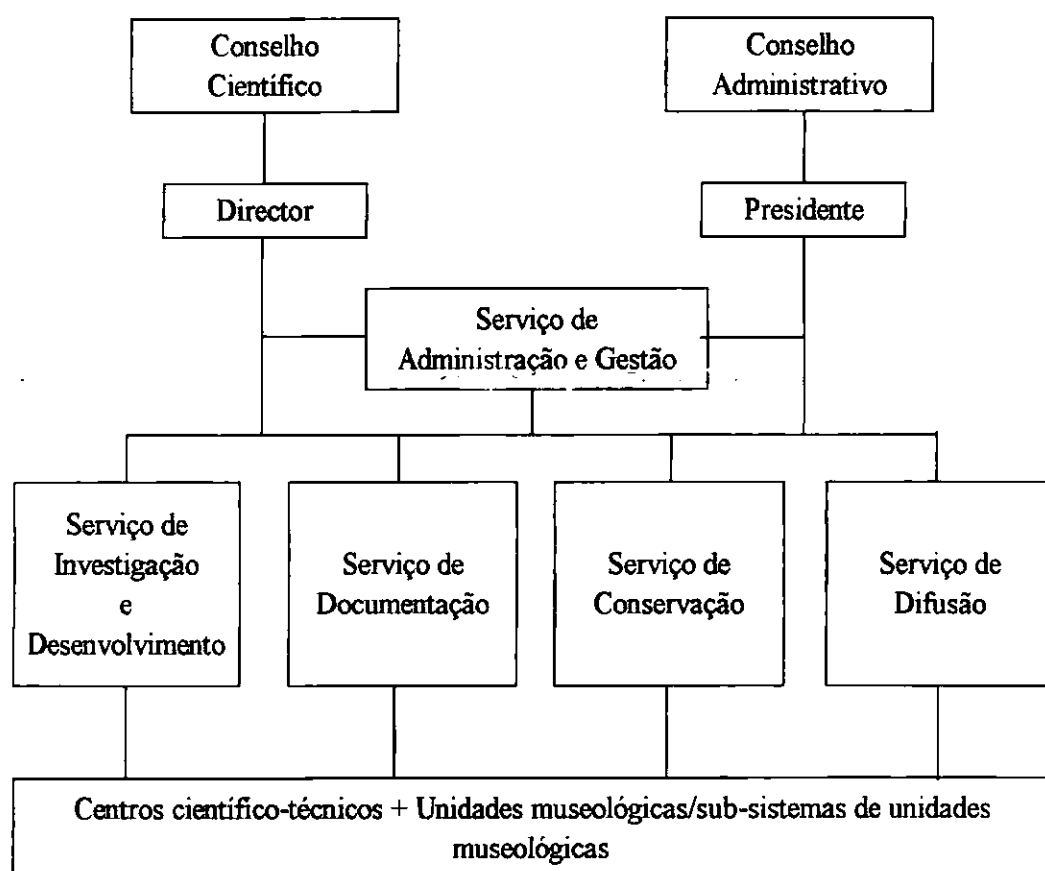 Conselho
Científico
Conselho
Administrativo
Director
Presidente
Serviço de
Administração e Gestão
Serviço de
Investigação
e
Desenvolvimento
Serviço de
Documentação
Serviço de
Conservação
Serviço de
Difusão
Centros científico-técnicos + Unidades museológicas/sub-sistemas de unidades
museológicas